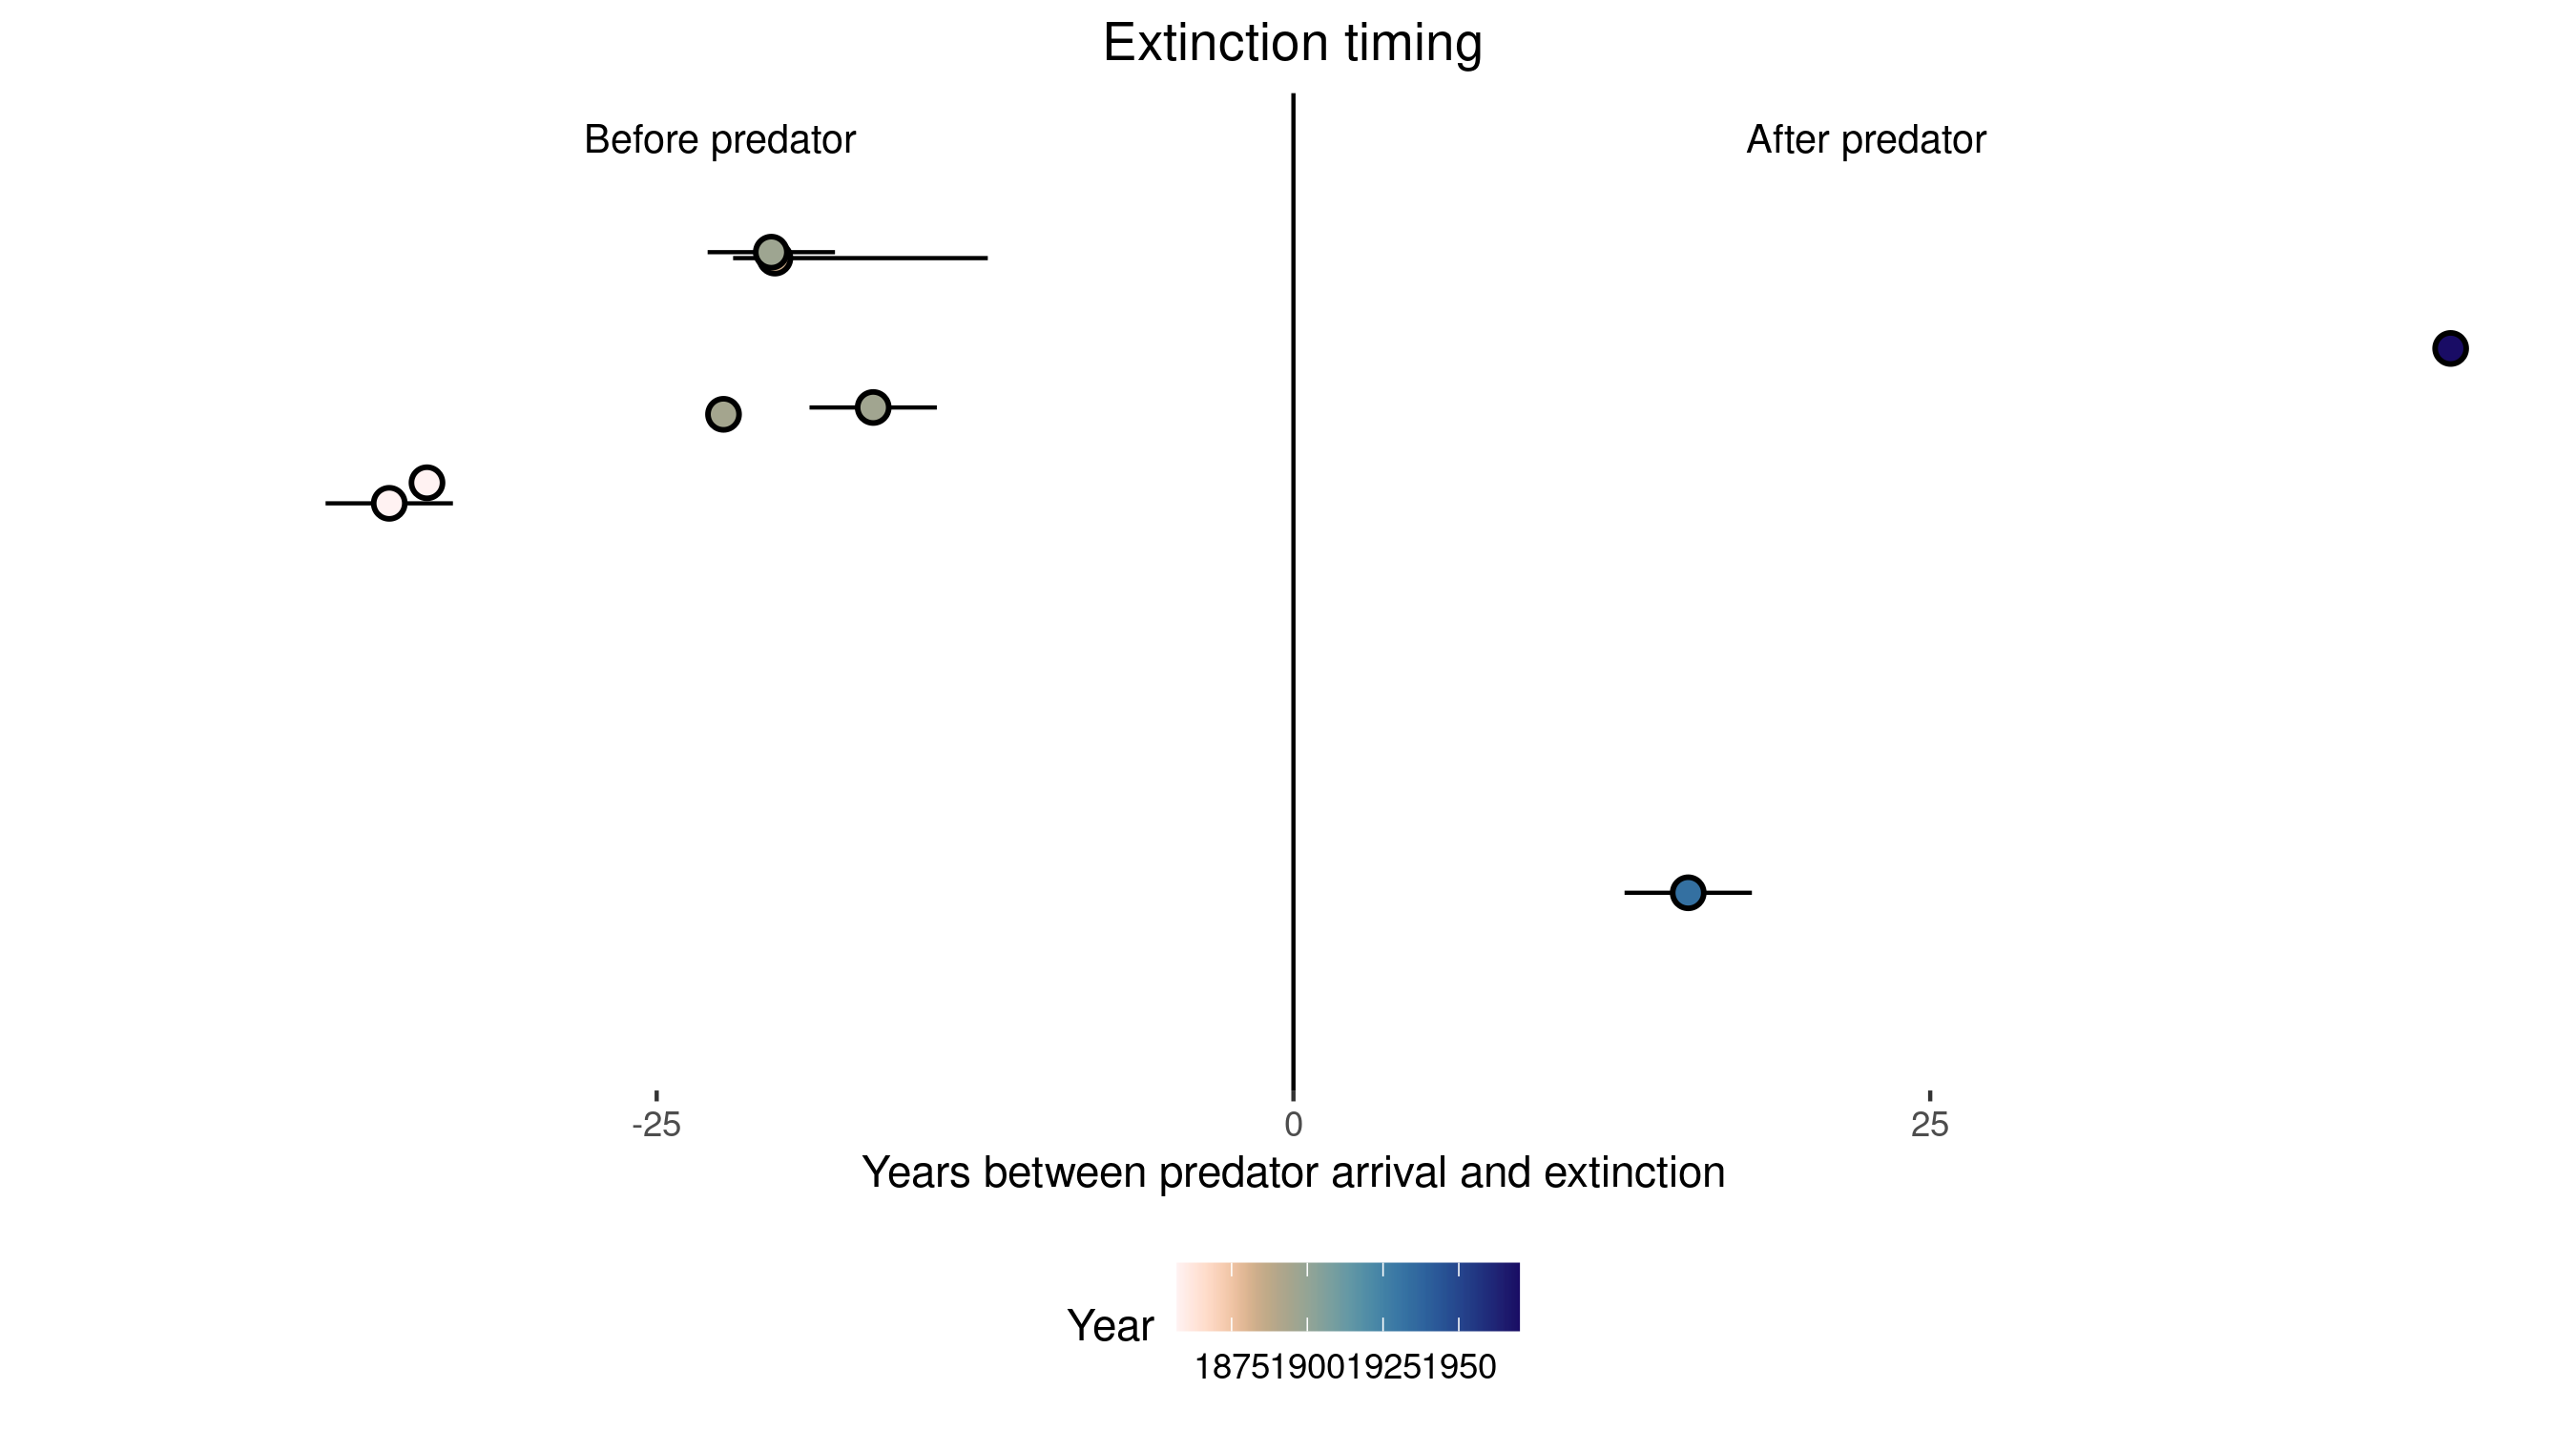 Extinction timing
Before predator
After predator
-25
0
25
Years between predator arrival and extinction
Year
1875190019251950